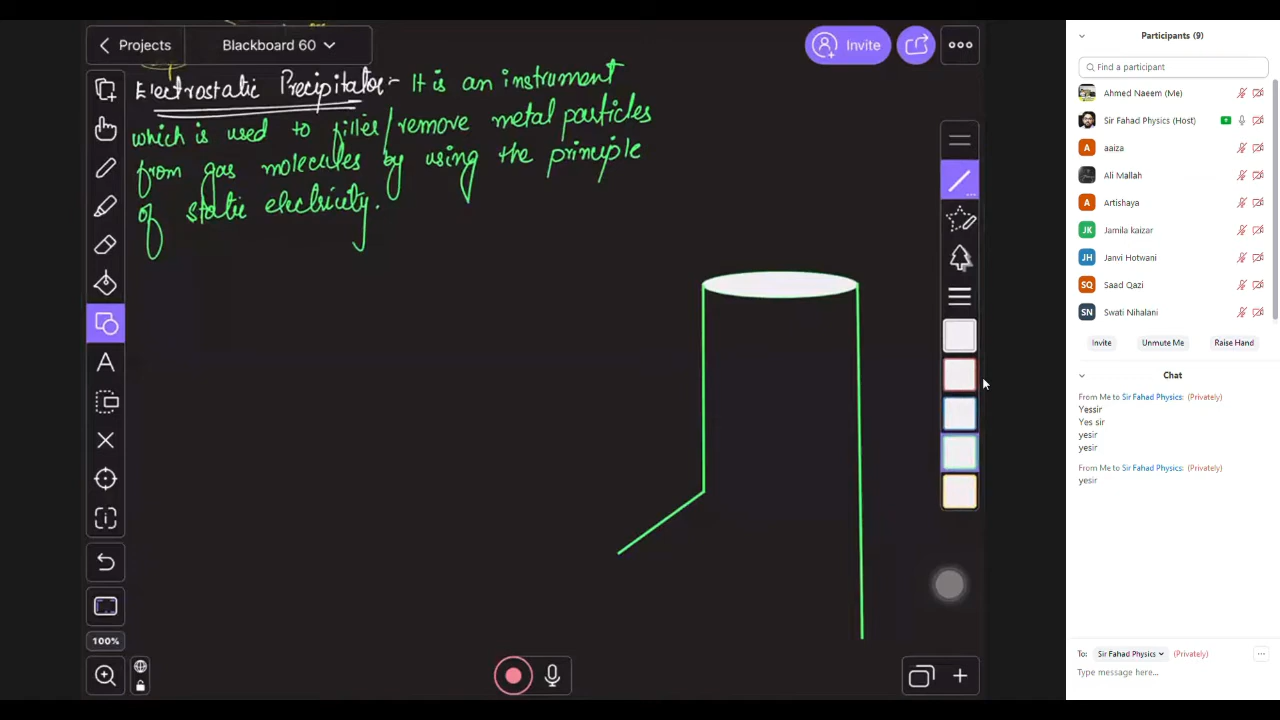 Projects
Blackboard 60
Invite
Electrostatic Precipitator:- It is an instrument
which is used to filter/remove metal particles
from gas molecules by using the principle
of static electricity.
100%
Participants (9)
Find a participant
Ahmed Naeem (Me)
Sir Fahad Physics (Host)
A aaiza
Ali Mallah
A Artishaya
JK Jamila kaizar
JH Janvi Hotwani
SQ Saad Qazi
SN Swati Nihalani
Invite Unmute Me Raise Hand
Chat
From Me to Sir Fahad Physics: (Privately)
Yessir
Yes sir
yesir
yesir
From Me to Sir Fahad Physics: (Privately)
yesir
To: Sir Fahad Physics (Privately)
Type message here...